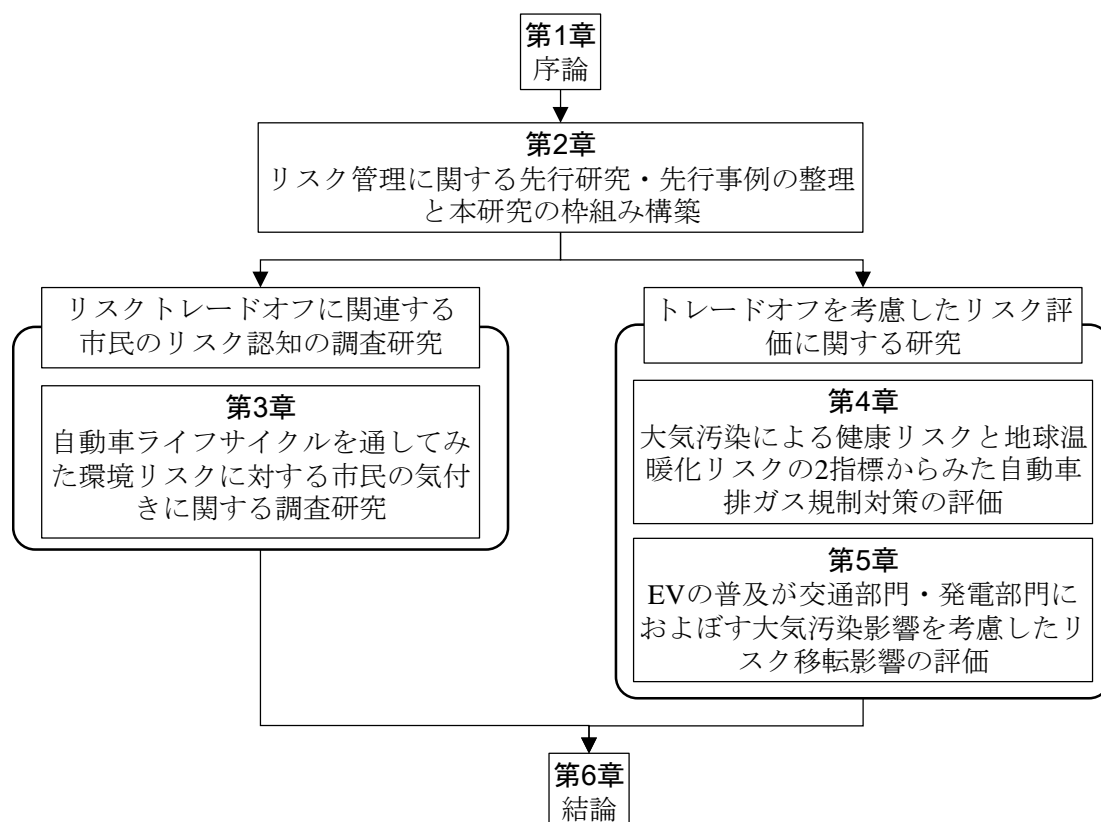 第1章
序論
第2章
リスク管理に関する先行研究・先行事例の整理
と本研究の枠組み構築
リスクトレードオフに関連する
市民のリスク認知の調査研究
第3章
自動車ライフサイクルを通してみ
た環境リスクに対する市民の気付
きに関する調査研究
トレードオフを考慮したリスク評
価に関する研究
第4章
大気汚染による健康リスクと地球温
暖化リスクの2指標からみた自動車
排ガス規制対策の評価
第5章
EVの普及が交通部門・発電部門に
およぼす大気汚染影響を考慮したリ
スク移転影響の評価
第6章
結論